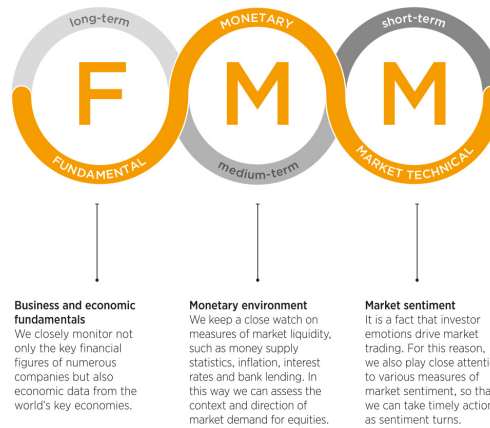 long-term
MONETARY
short-term
F
M
M
FUNDAMENTAL
medium-term
MARKET TECHNICAL
Business and economic
fundamentals
We closely monitor not
only the key financial
figures of numerous
companies but also
economic data from the
world's key economies.
Monetary environment
We keep a close watch on
measures of market liquidity,
such as money supply
statistics, inflation, interest
rates and bank lending. In
this way we can assess the
context and direction of
market demand for equities.
Market sentiment
It is a fact that investor
emotions drive market
trading. For this reason,
we also play close
to various measures of
market sentiment, so
we can take timely action
as sentiment turns.